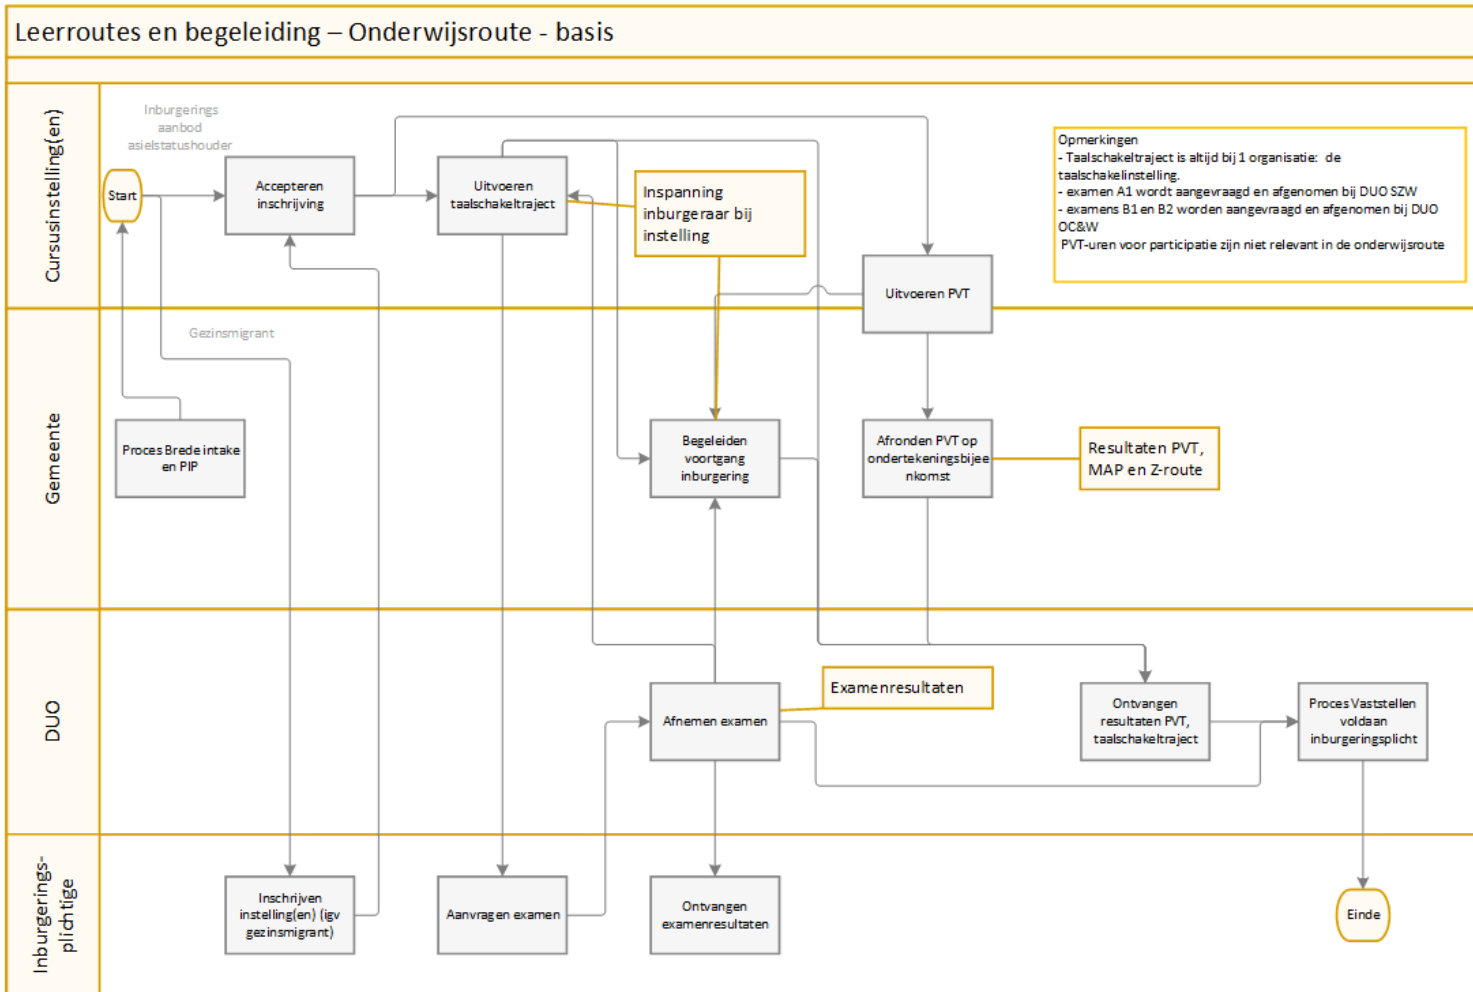 Leerroutes en begeleiding – Onderwijsroute - basis
Cursusinstelling(en)
Inburgerings
aanbod
asielstatushouder
Start
Accepteren
inschrijving
Uitvoeren
taalschakeltraject
Inspanning
inburgeraar bij
instelling
Uitvoeren PVT
Opmerkingen
- Taalschakeltraject is altijd bij 1 organisatie: de
taalschakelinstelling.
- examen A1 wordt aangevraagd en afgenomen bij DUO SZW
- examens B1 en B2 worden aangevraagd en afgenomen bij DUO
OC&W
PVT-uren voor participatie zijn niet relevant in de onderwijsroute
Gemeente
Gezinsmigrant
Proces Brede intake
en PIP
Begeleiden
voortgang
inburgering
Afronden PVT op
ondertekeningsbijee
nkomst
Resultaten PVT,
MAP en Z-route
DUO
Afnemen examen
Examenresultaten
Ontvangen
resultaten PVT,
taalschakeltraject
Proces Vaststellen
voldaan
inburgeringsplicht
Inburgerings-
plichtige
Inschrijven
instelling(en) (igv
gezinsmigrant)
Aanvragen examen
Ontvangen
examenresultaten
Einde